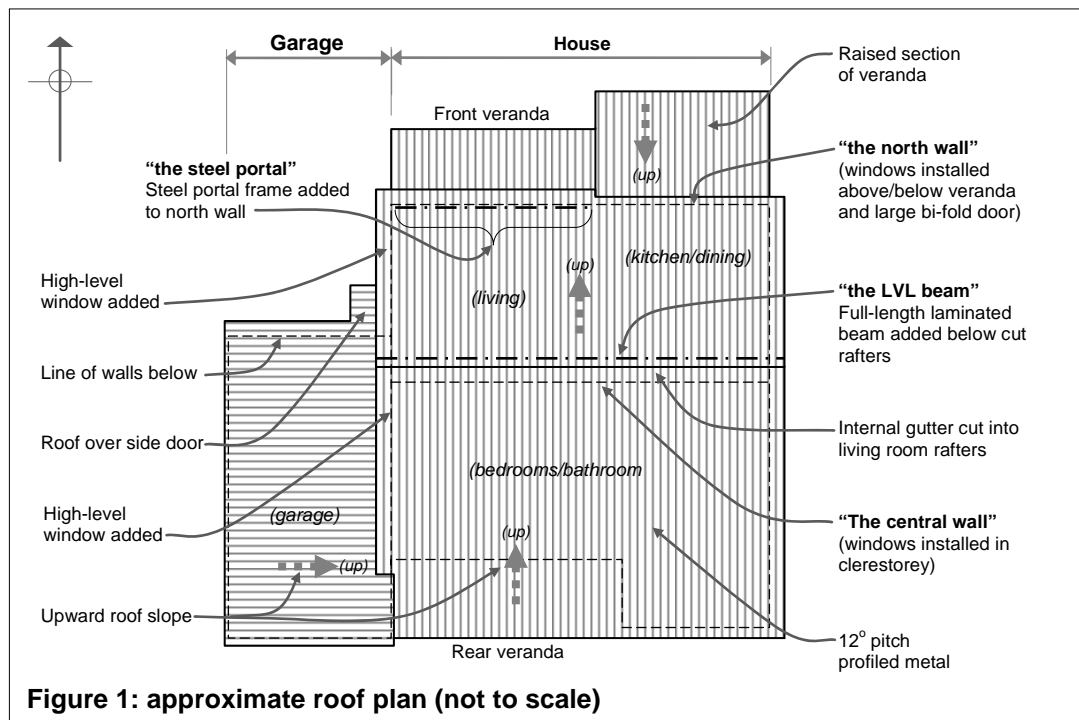 Garage
House
Raised section
of veranda
Front veranda
“the steel portal”
Steel portal frame added
to north wall
(up)
“the north wall”
(windows installed
above/below veranda
and large bi-fold door)
(kitchen/dining)
(up)
High-level
window added
(living)
“the LVL beam”
Full-length laminated
beam added below cut
rafters
Line of walls below
Roof over side door
Internal gutter cut into
living room rafters
(bedrooms/bathroom
High-level
window added
(garage)
“The central wall”
(windows installed in
clerestorey)
(up)
(up)
Upward roof slope
12° pitch
profiled metal
Rear veranda
Figure 1: approximate roof plan (not to scale)